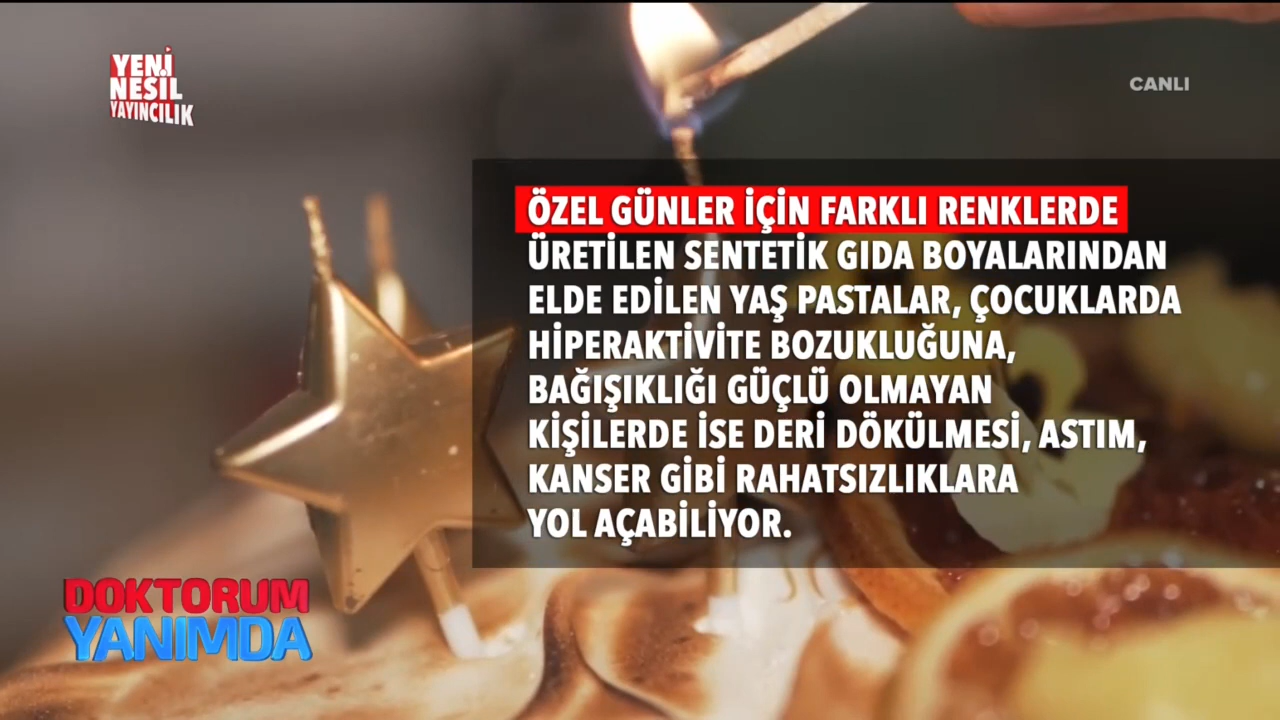 YENİ
NESİL
YAYINCILIK
CANLI
ÖZEL GÜNLER İÇİN FARKLI RENKLERDE
ÜRETİLEN SENTETİK GIDA BOYALARINDAN
ELDE EDİLEN YAŞ PASTALAR, ÇOCUKLARDA
HİPERAKTİVİTE BOZUKLUĞUNA,
BAĞIŞIKLIĞI GÜÇLÜ OLMAYAN
KİŞİLERDE İSE DERİ DÖKÜLMESİ, ASTIM,
KANSER GİBİ RAHATSIZLIKLARA
YOL AÇABİLİYOR.
DOKTORUM
YANIMDA